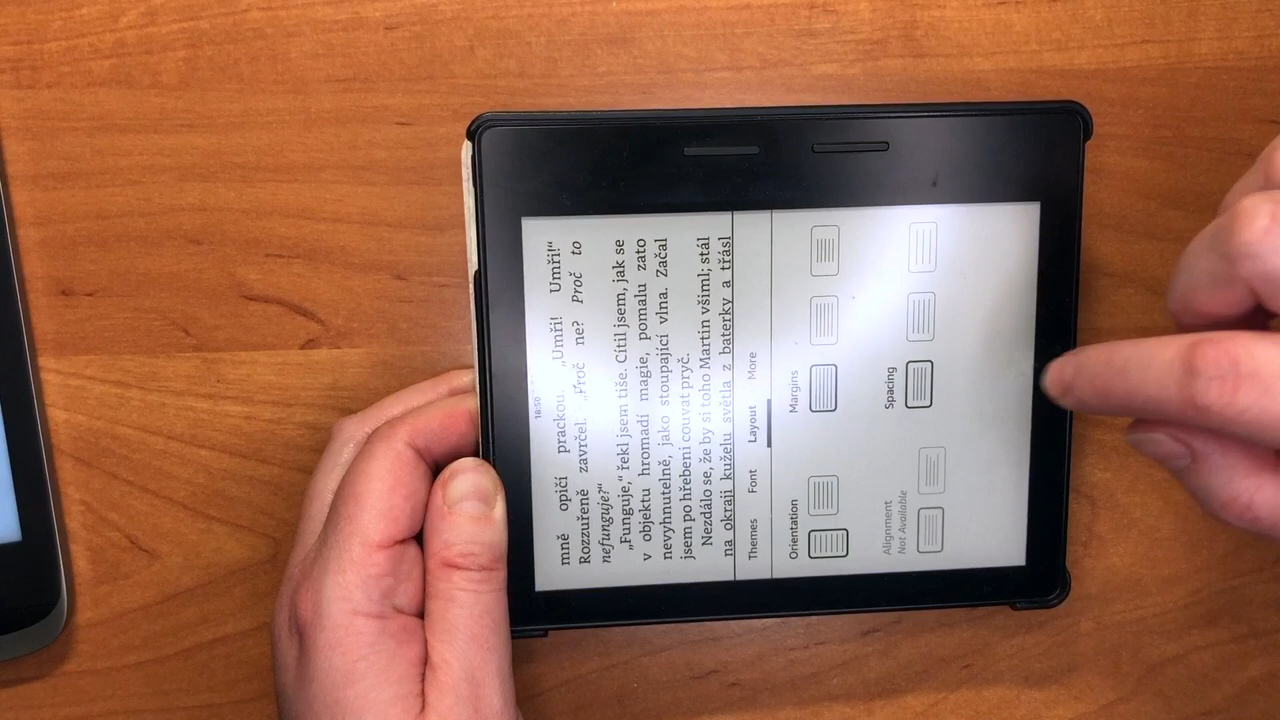 18:50
mně opičí prackou. „Umři! Umři!“
Rozzuřeně zavrčel: „Proč ne? Proč to
nefunguje?“
„Funguje,“ řekl jsem tiše. Cítil jsem, jak se
v objektu hromadí magie, pomalu zato
nevyhnutelně, jako stoupající vlna. Začal
jsem po hřebeni couvat pryč.
Nezdálo se, že by si toho Martin všiml; stál
na okraji kuželu světla z baterky a třásl
Themes Font Layout More
Orientation Margins
Alignment Spacing
Not Available